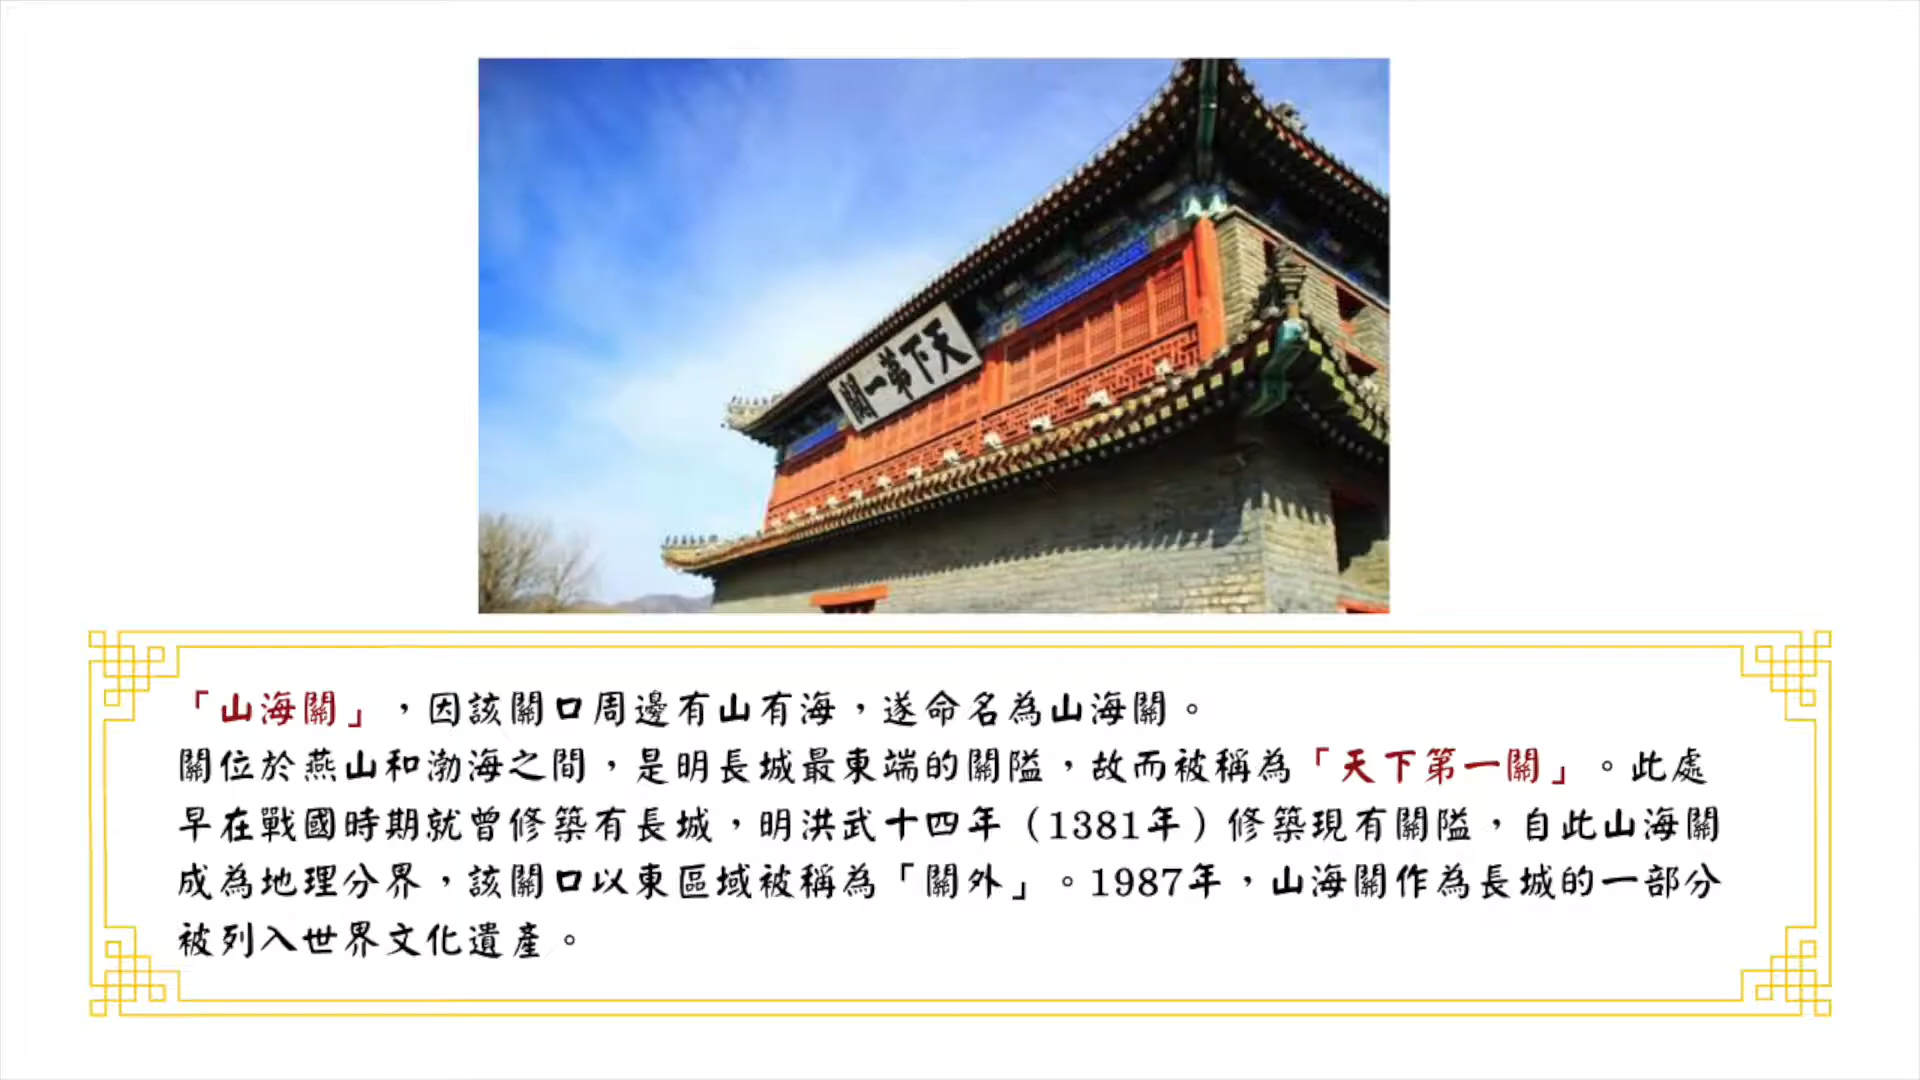 天下第一關
「山海關」，因該關口周邊有山有海，遂命名為山海關。
關位於燕山和渤海之間，是明長城最東端的關隘，故而被稱為「天下第一關」。此處
早在戰國時期就曾修築有長城，明洪武十四年（1381年）修築現有關隘，自此山海關
成為地理分界，該關口以東區域被稱為「關外」。1987年，山海關作為長城的一部分
被列入世界文化遺產。